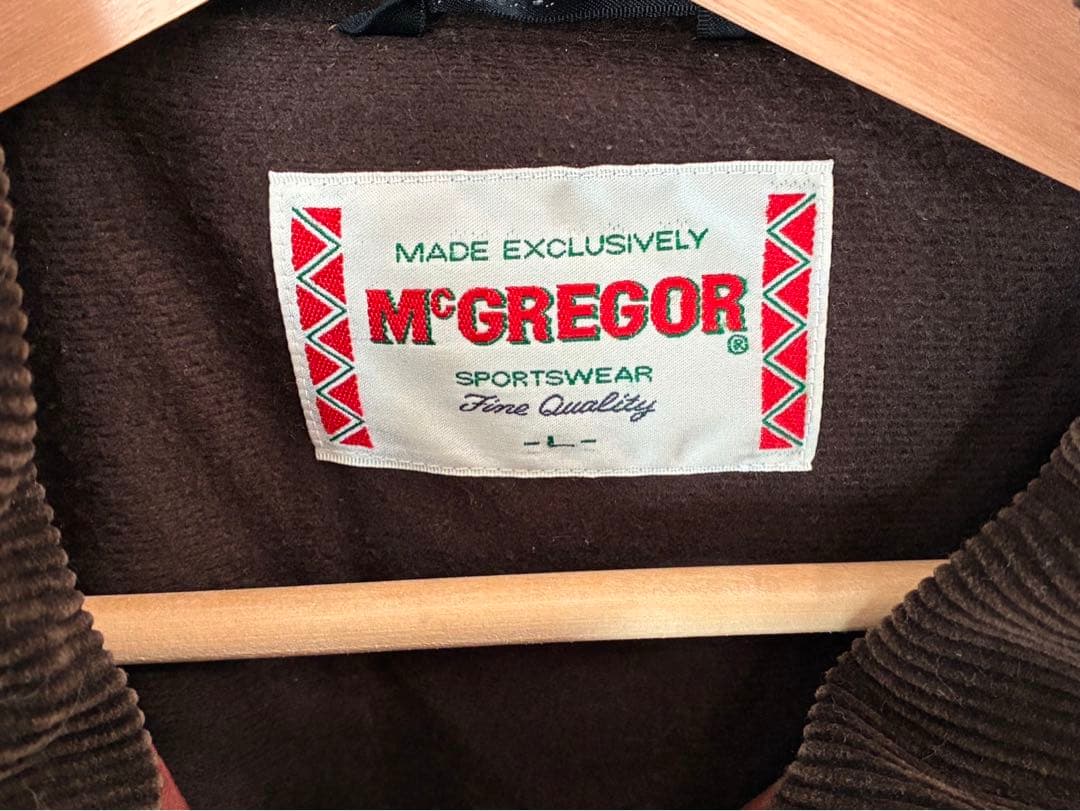 MADE EXCLUSIVELY
McGREGOR®
SPORTSWEAR
Fine Quality
- L -